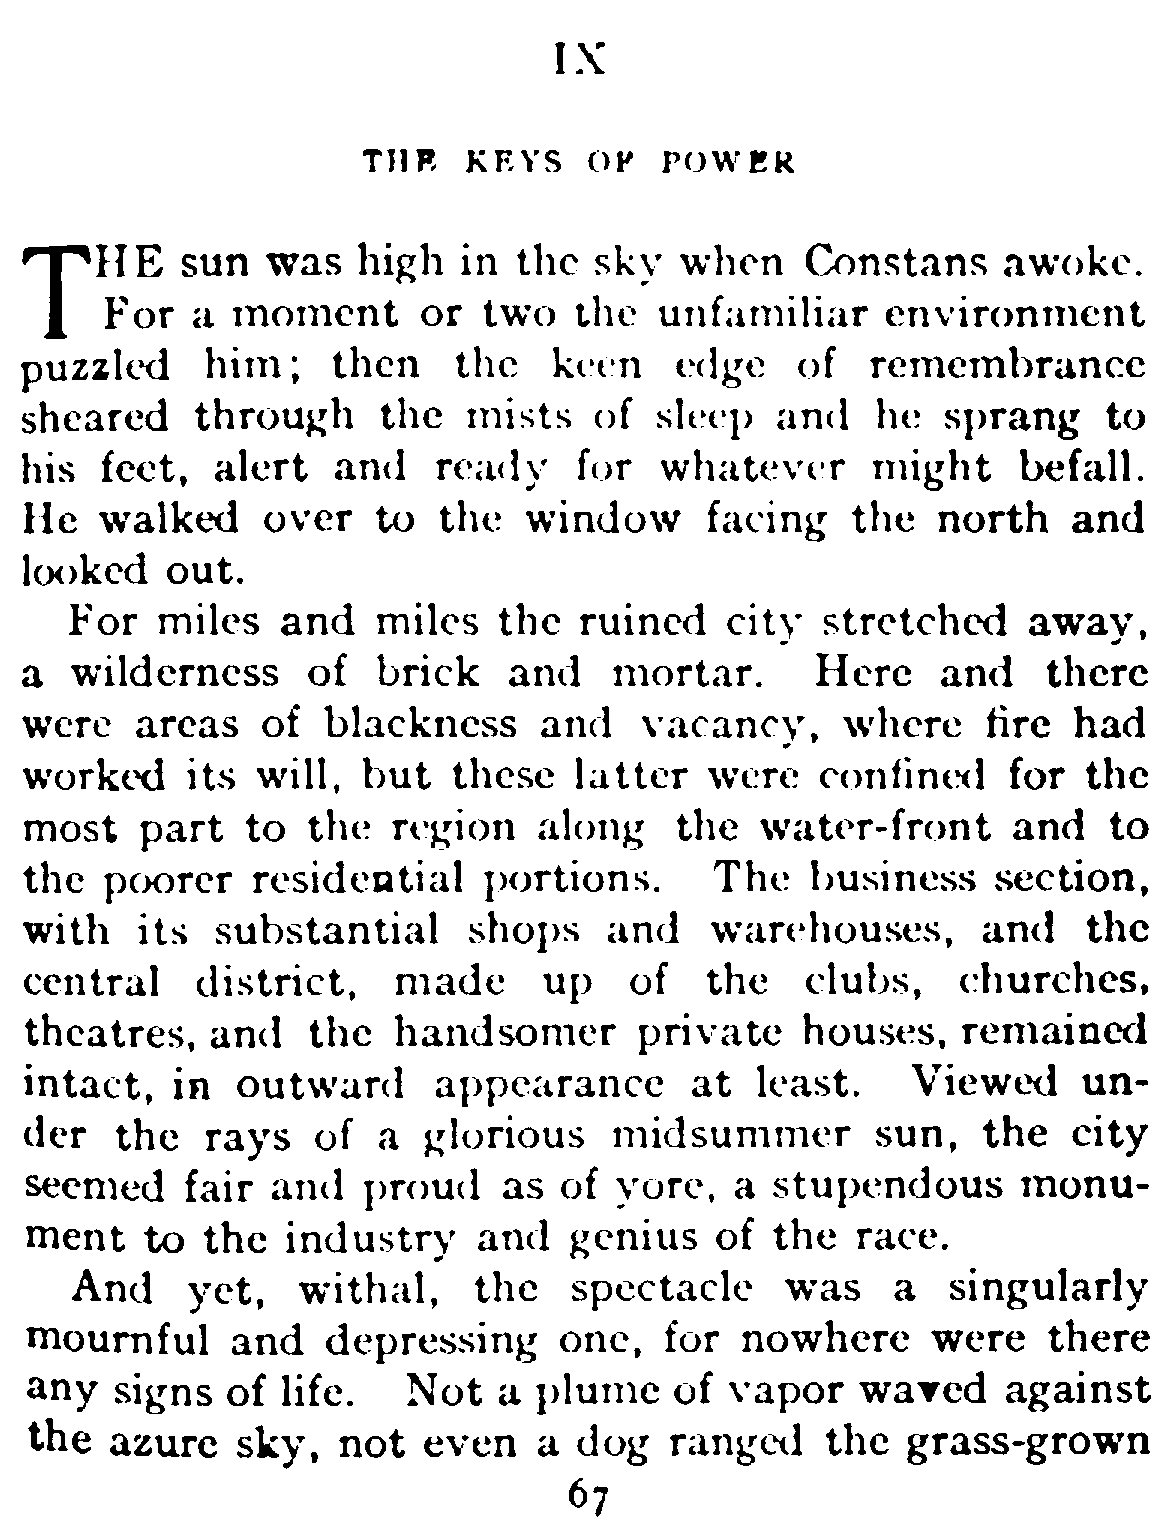 IX
THE KEYS OF POWER
THE sun was high in the sky when Constans awoke.
For a moment or two the unfamiliar environment
puzzled him; then the keen edge of remembrance
sheared through the mists of sleep and he sprang to
his feet, alert and ready for whatever might befall.
He walked over to the window facing the north and
looked out.
For miles and miles the ruined city stretched away,
a wilderness of brick and mortar. Here and there
were areas of blackness and vacancy, where fire had
worked its will, but these latter were confined for the
most part to the region along the water-front and to
the poorer residential portions. The business section,
with its substantial shops and warehouses, and the
central district, made up of the clubs, churches,
theatres, and the handsomer private houses, remained
intact, in outward appearance at least. Viewed un-
der the rays of a glorious midsummer sun, the city
seemed fair and proud as of yore, a stupendous monu-
ment to the industry and genius of the race.
And yet, withal, the spectacle was a singularly
mournful and depressing one, for nowhere were there
any signs of life. Not a plume of vapor waved against
the azure sky, not even a dog ranged the grass-grown
67